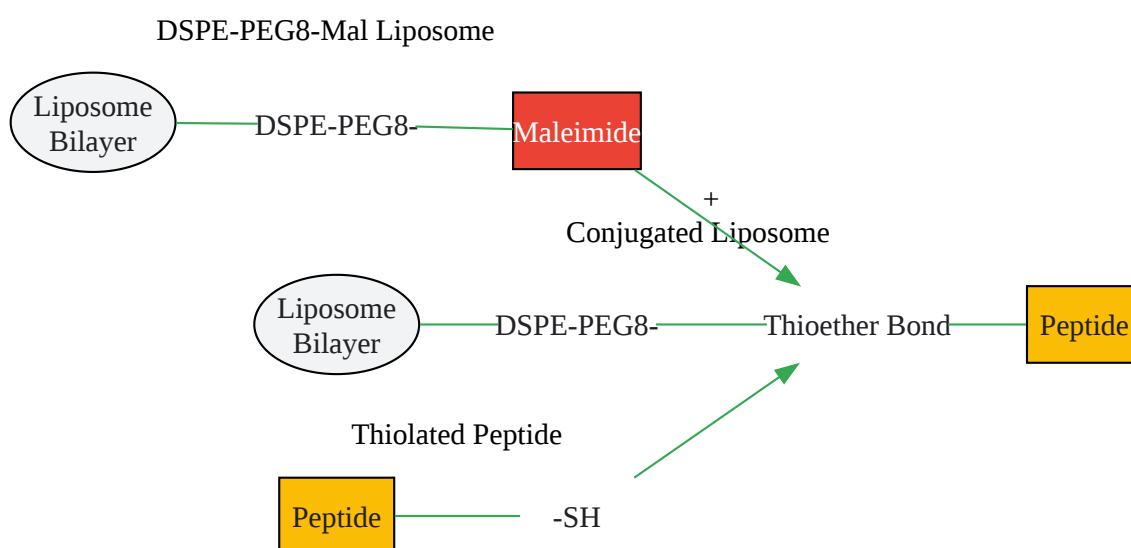 DSPE-PEG8-Mal Liposome
Liposome
Bilayer
DSPE-PEG8-
Maleimide
+
Conjugated Liposome
Liposome
Bilayer
DSPE-PEG8-
Thioether Bond
Peptide
Thiolated Peptide
Peptide
-SH